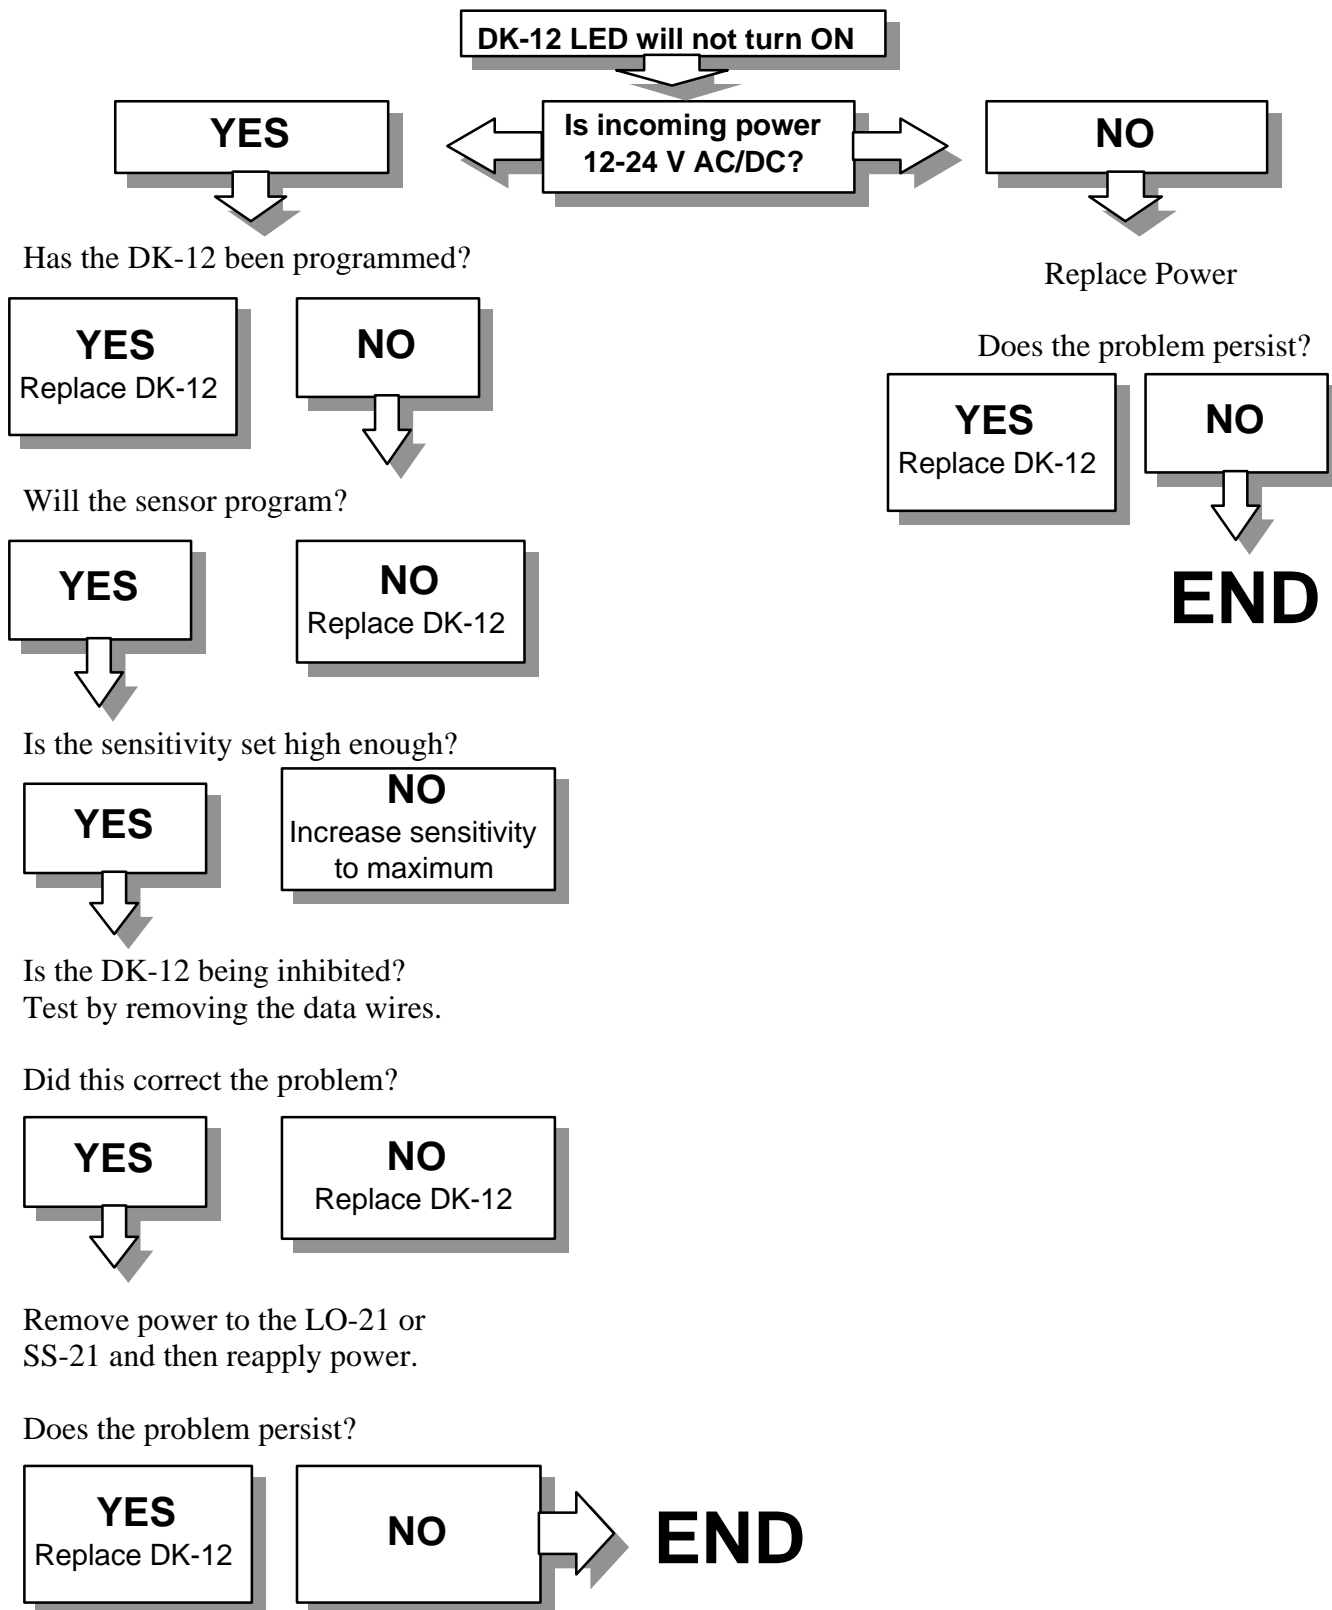 DK-12 LED will not turn ON
YES
Is incoming power
12-24 V AC/DC?
NO
Has the DK-12 been programmed?
YES
Replace DK-12
NO
Will the sensor program?
YES
NO
Replace DK-12
Is the sensitivity set high enough?
YES
NO
Increase sensitivity
to maximum
Is the DK-12 being inhibited?
Test by removing the data wires.
Did this correct the problem?
YES
NO
Replace DK-12
Remove power to the LO-21 or
SS-21 and then reapply power.
Does the problem persist?
YES
Replace DK-12
NO
END
Replace Power
Does the problem persist?
YES
Replace DK-12
NO
END